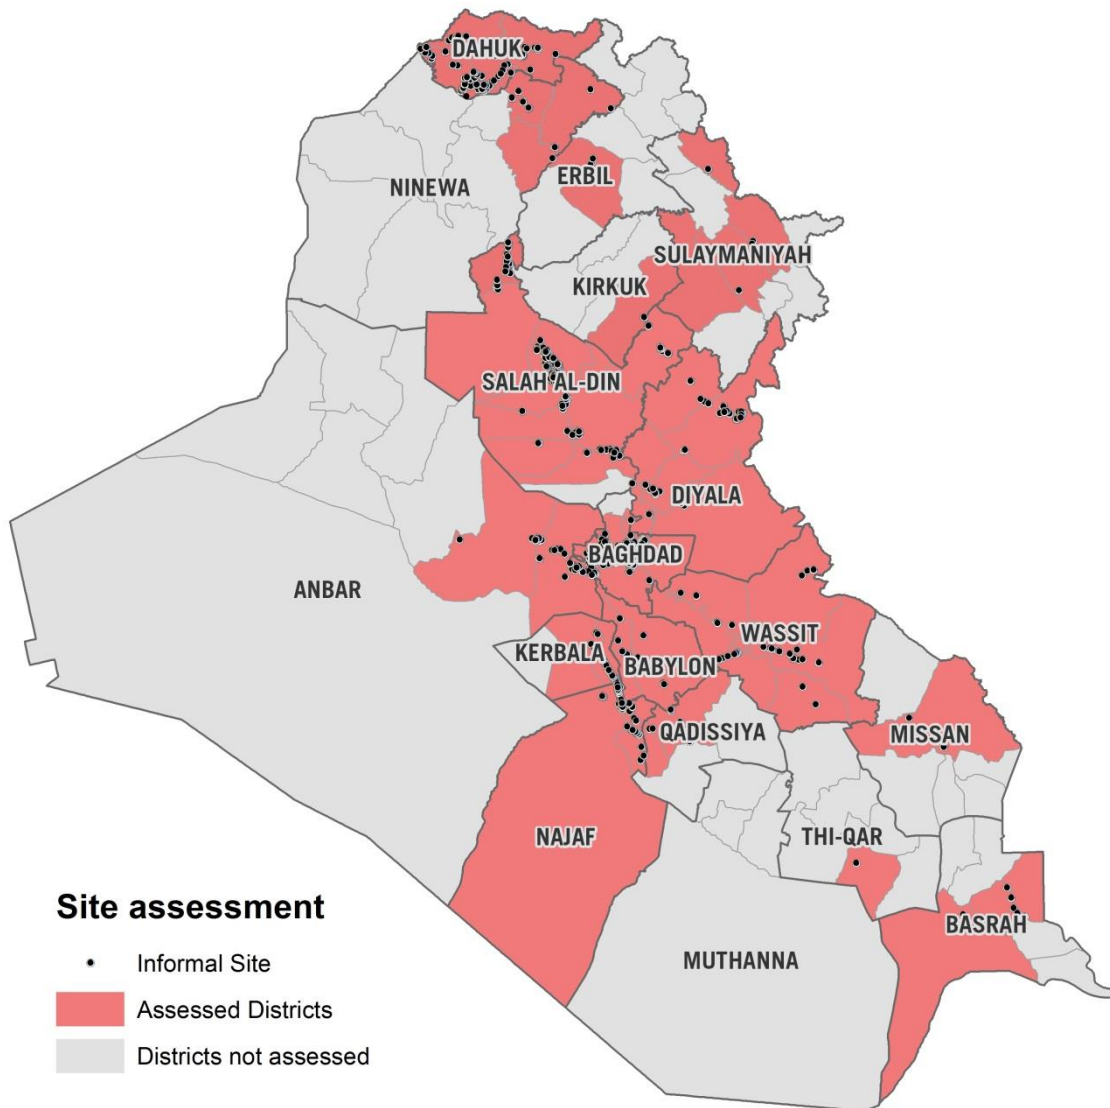 DAHUK
NINEWA
ERBIL
SULAYMANIYAH
KIRKUK
SALAH AL-DIN
DIYALA
BAGHDAD
ANBAR
WASSIT
KERBALA
BABYLON
QADISSIYA
MISSAN
NAJAF
THI-QAR
BASRAH
MUTHANNA
Site assessment
Informal Site
Assessed Districts
Districts not assessed